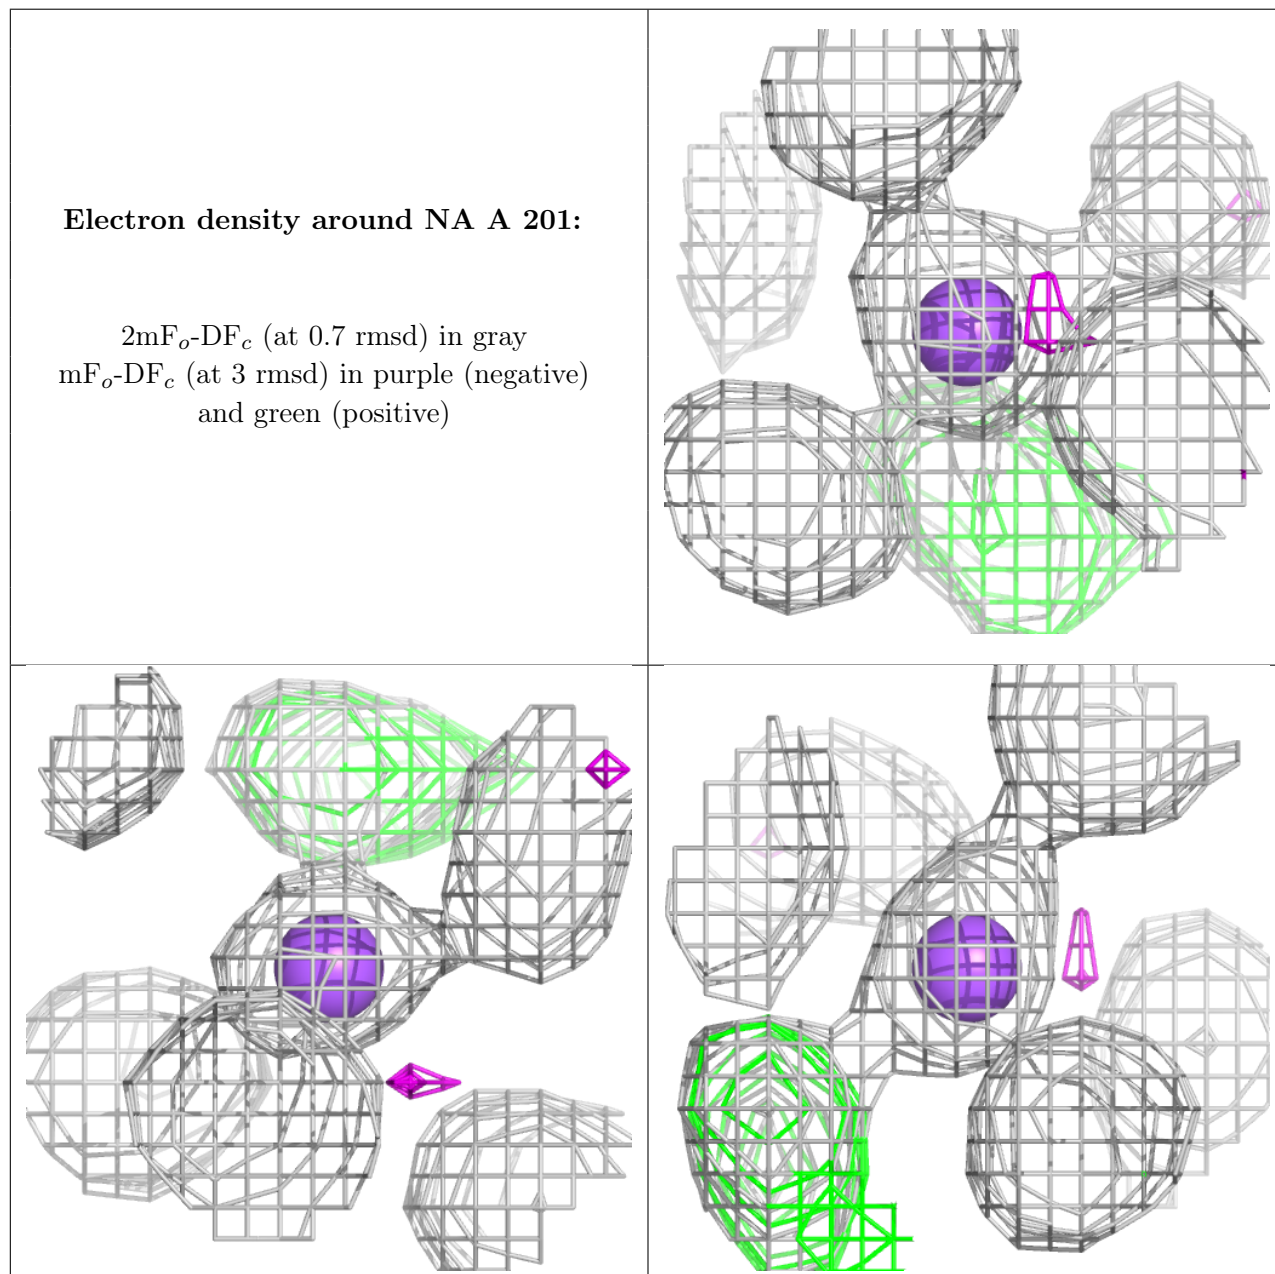 Electron density around NA A 201:
2mFₒ-DF𝒸 (at 0.7 rmsd) in gray
mFₒ-DF𝒸 (at 3 rmsd) in purple (negative)
and green (positive)